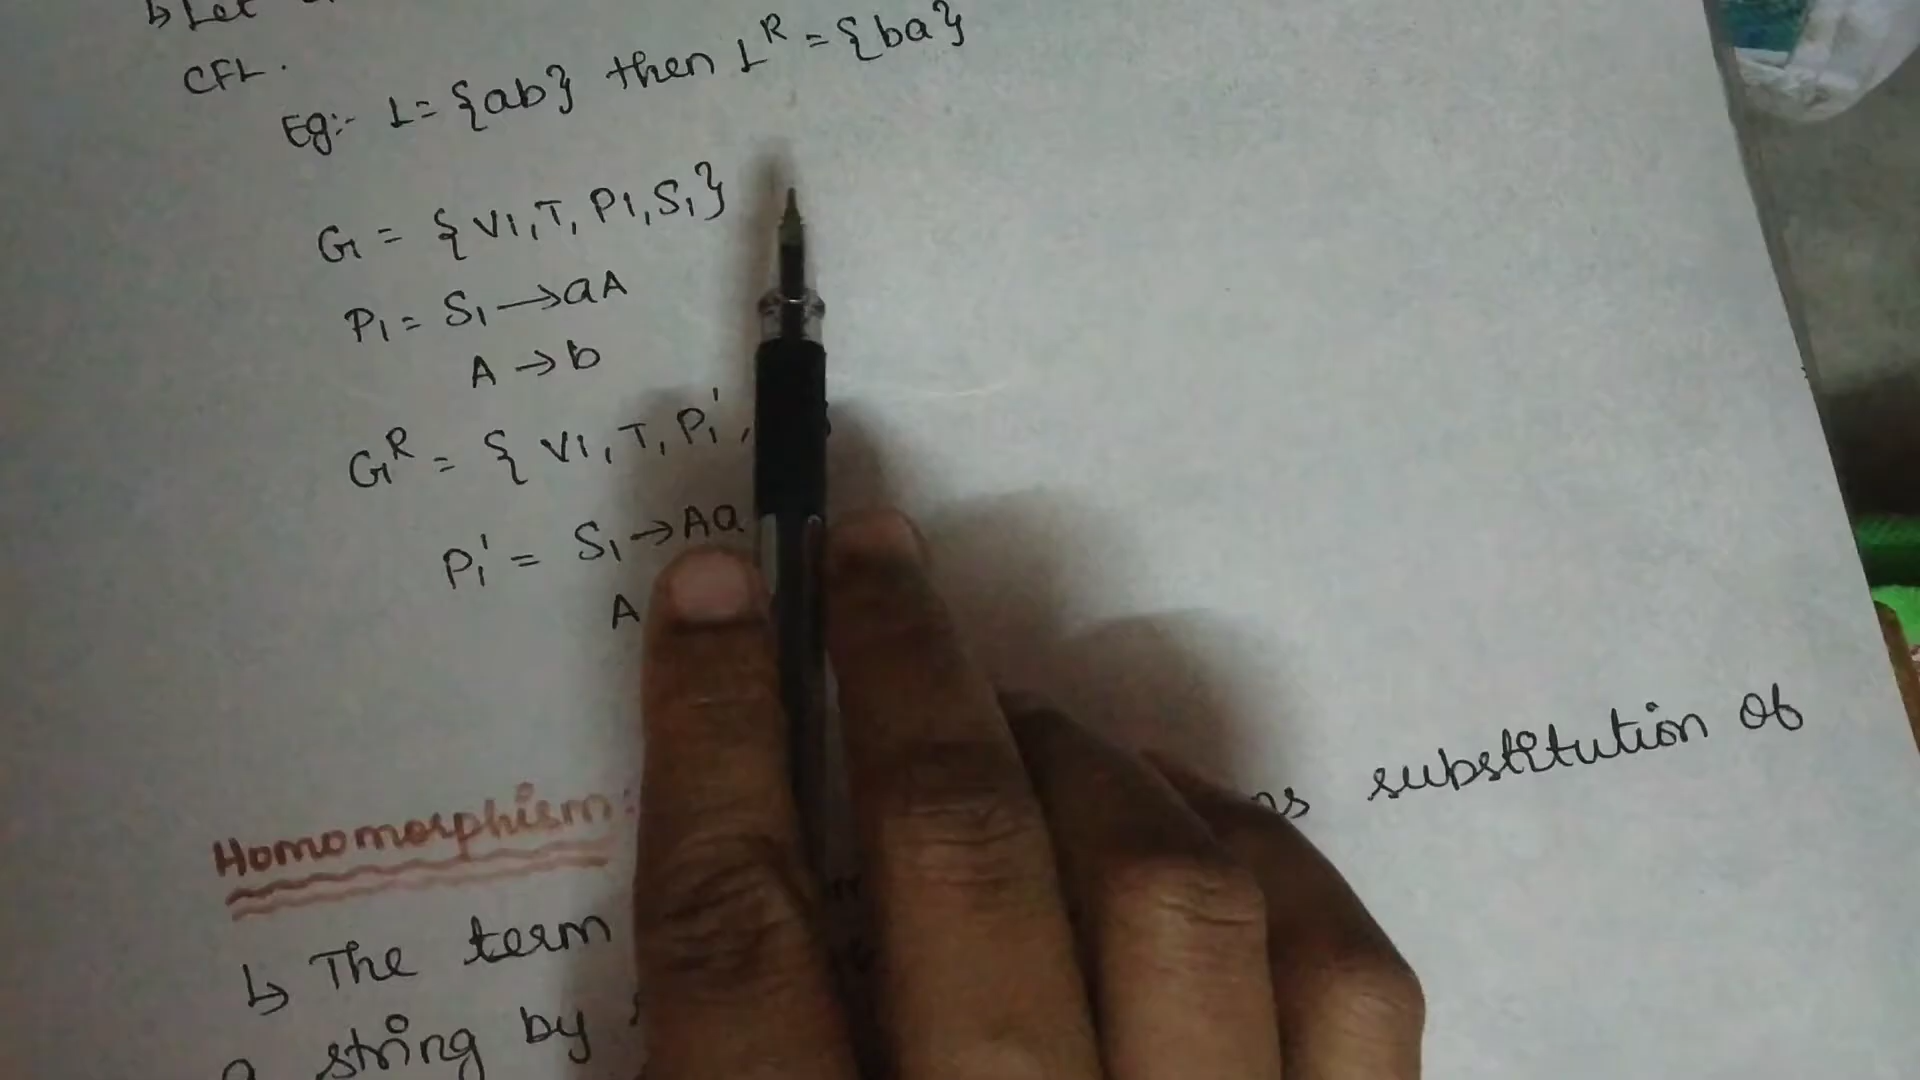 ↳ Let
CFL.
Eg:- L = {ab} then L^R = {ba}
G = {V1, T, P1, S1}
P1 = S1 → aA
A → b
G^R = { V1, T, P1',
P1' = S1 → Aa
A
Homomorphism:
substitution of
↳ The term
a string by